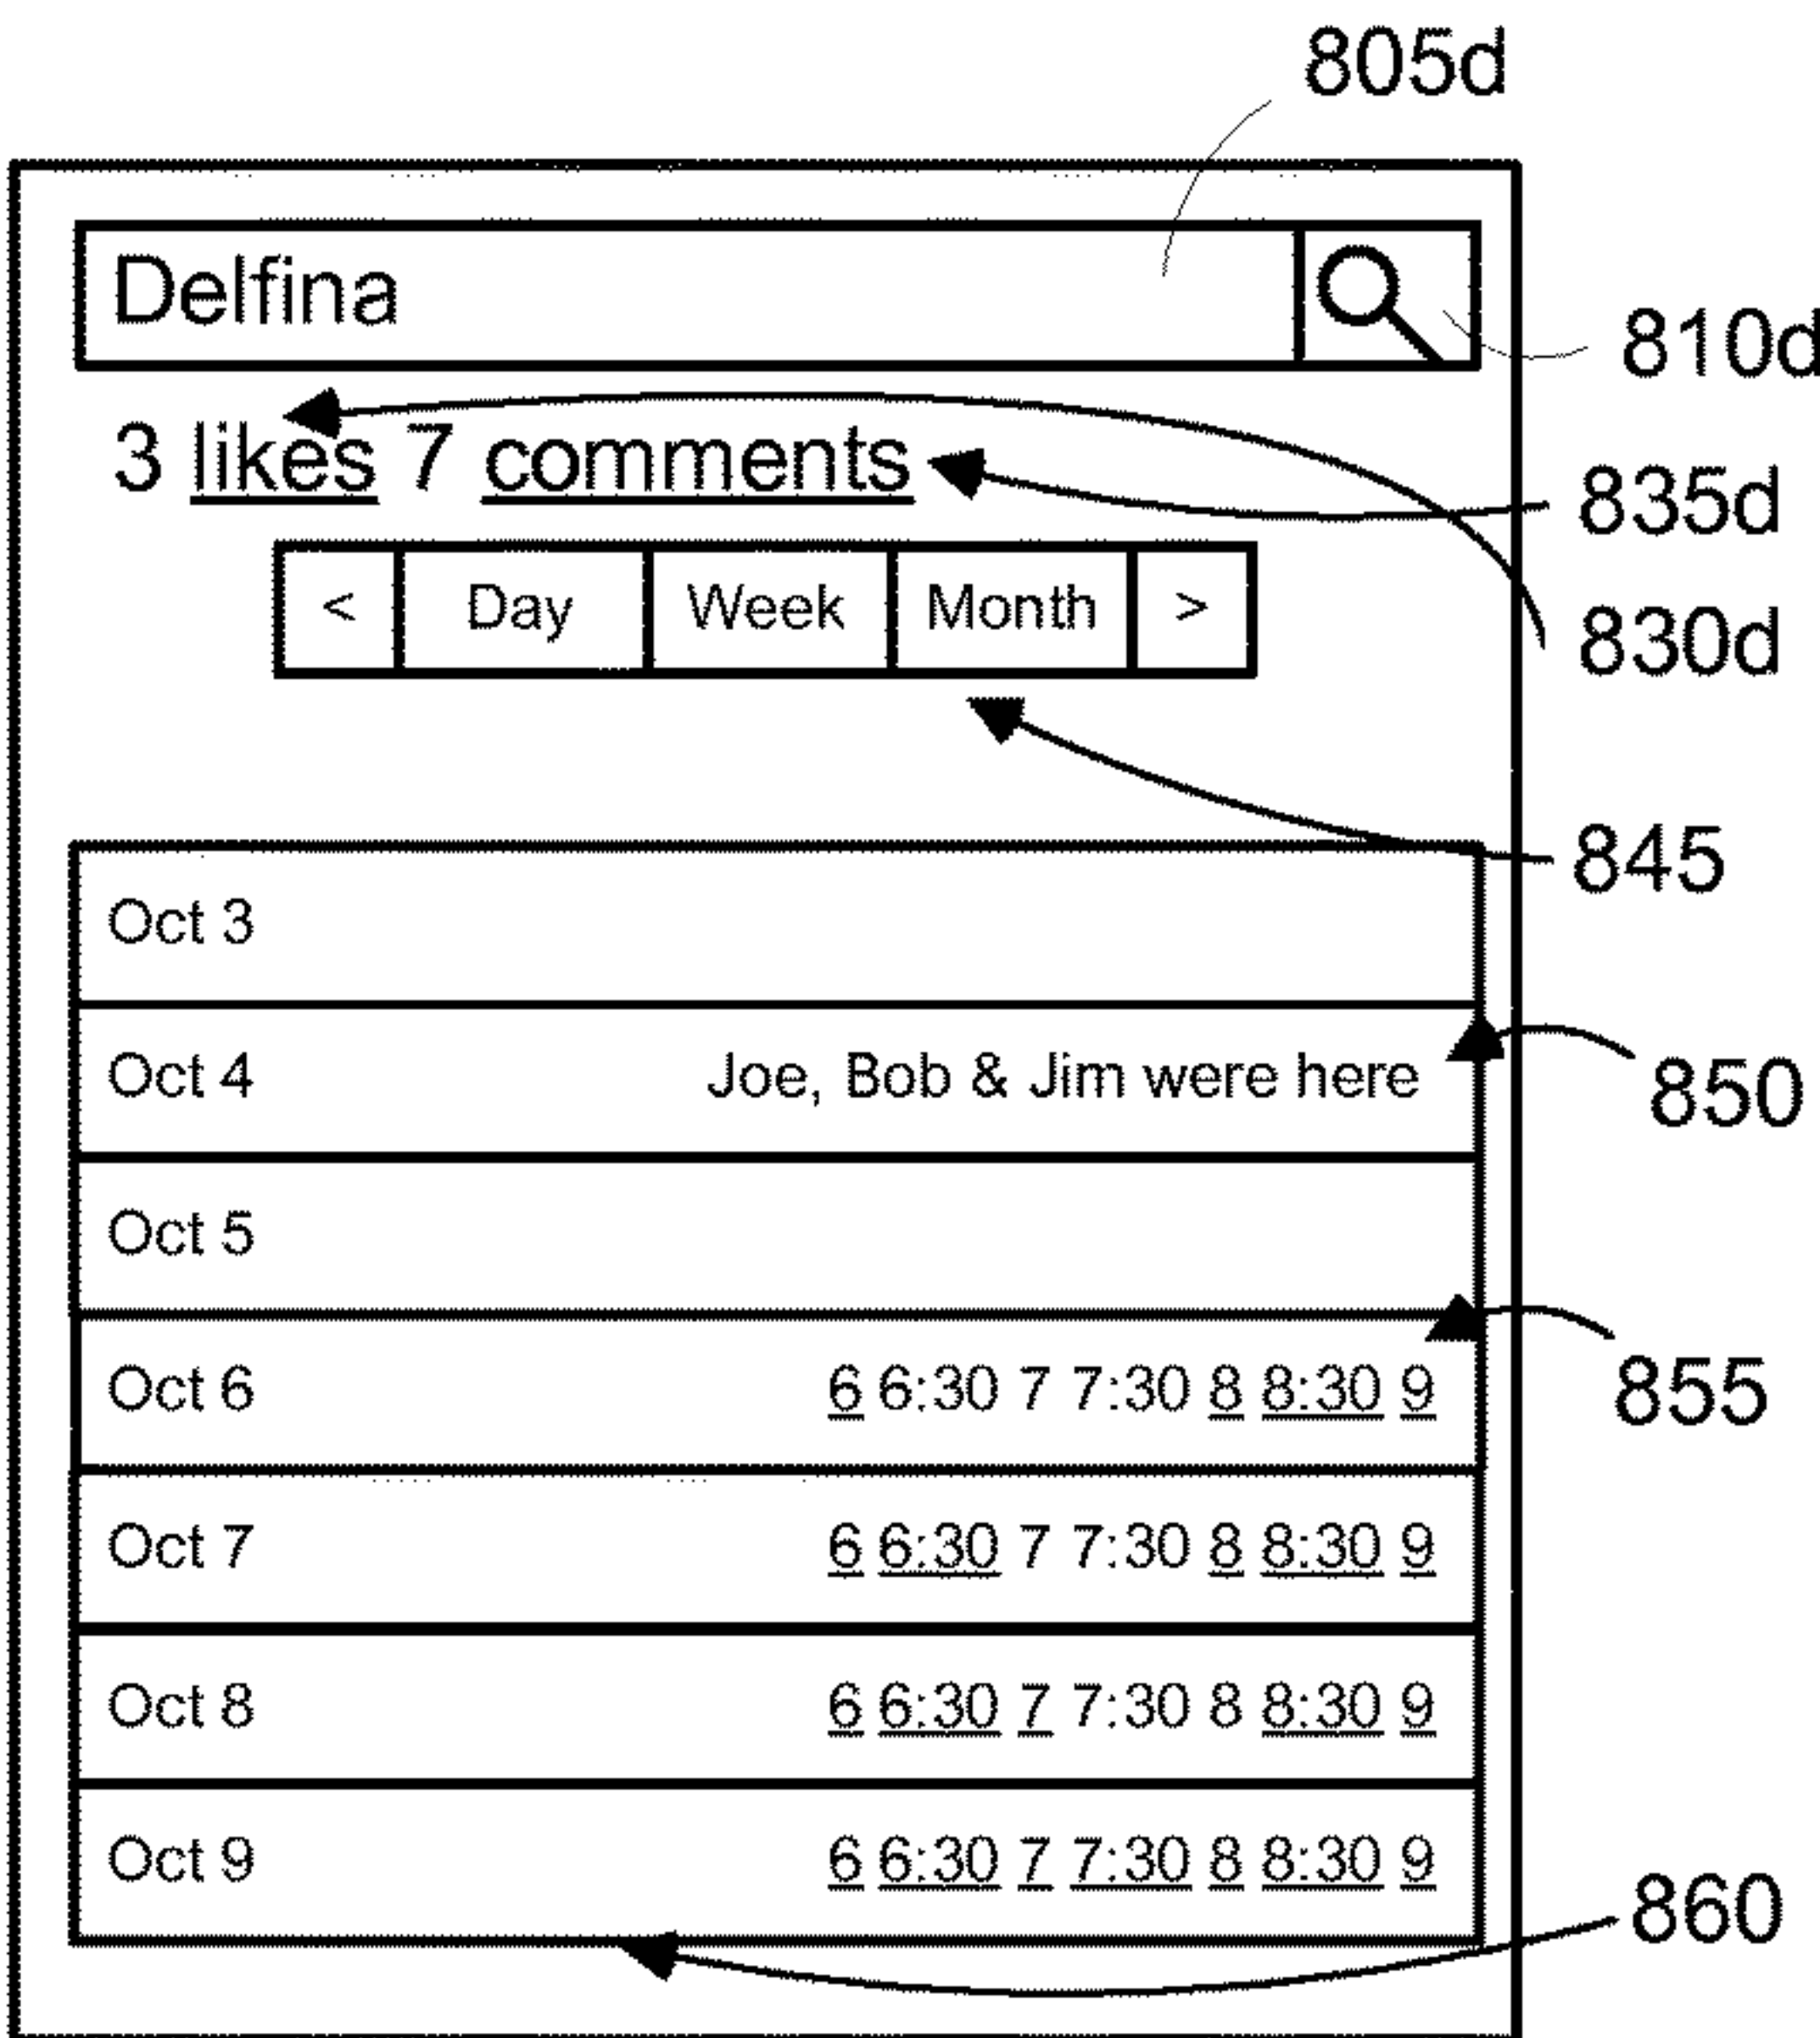 805d
Delfina
810d
3 likes 7 comments
835d
< Day Week Month >
830d
845
Oct 3
Oct 4 Joe, Bob & Jim were here
850
Oct 5
855
Oct 6 6 6:30 7 7:30 8 8:30 9
Oct 7 6 6:30 7 7:30 8 8:30 9
Oct 8 6 6:30 7 7:30 8 8:30 9
Oct 9 6 6:30 7 7:30 8 8:30 9
860